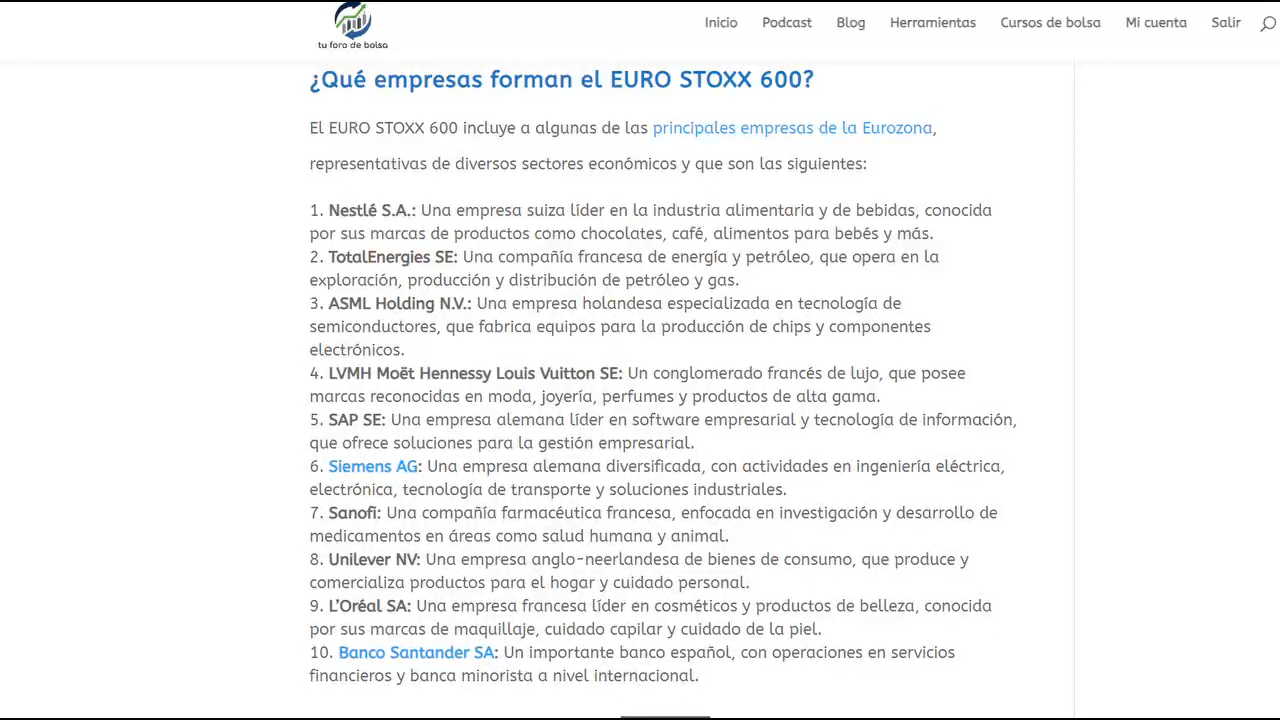 tu foro de bolsa
Inicio Podcast Blog Herramientas Cursos de bolsa Mi cuenta Salir
¿Qué empresas forman el EURO STOXX 600?
El EURO STOXX 600 incluye a algunas de las principales empresas de la Eurozona,
representativas de diversos sectores económicos y que son las siguientes:
1. Nestlé S.A.: Una empresa suiza líder en la industria alimentaria y de bebidas, conocida
por sus marcas de productos como chocolates, café, alimentos para bebés y más.
2. TotalEnergies SE: Una compañía francesa de energía y petróleo, que opera en la
exploración, producción y distribución de petróleo y gas.
3. ASML Holding N.V.: Una empresa holandesa especializada en tecnología de
semiconductores, que fabrica equipos para la producción de chips y componentes
electrónicos.
4. LVMH Moët Hennessy Louis Vuitton SE: Un conglomerado francés de lujo, que posee
marcas reconocidas en moda, joyería, perfumes y productos de alta gama.
5. SAP SE: Una empresa alemana líder en software empresarial y tecnología de información,
que ofrece soluciones para la gestión empresarial.
6. Siemens AG: Una empresa alemana diversificada, con actividades en ingeniería eléctrica,
electrónica, tecnología de transporte y soluciones industriales.
7. Sanofi: Una compañía farmacéutica francesa, enfocada en investigación y desarrollo de
medicamentos en áreas como salud humana y animal.
8. Unilever NV: Una empresa anglo-neerlandesa de bienes de consumo, que produce y
comercializa productos para el hogar y cuidado personal.
9. L’Oréal SA: Una empresa francesa líder en cosméticos y productos de belleza, conocida
por sus marcas de maquillaje, cuidado capilar y cuidado de la piel.
10. Banco Santander SA: Un importante banco español, con operaciones en servicios
financieros y banca minorista a nivel internacional.